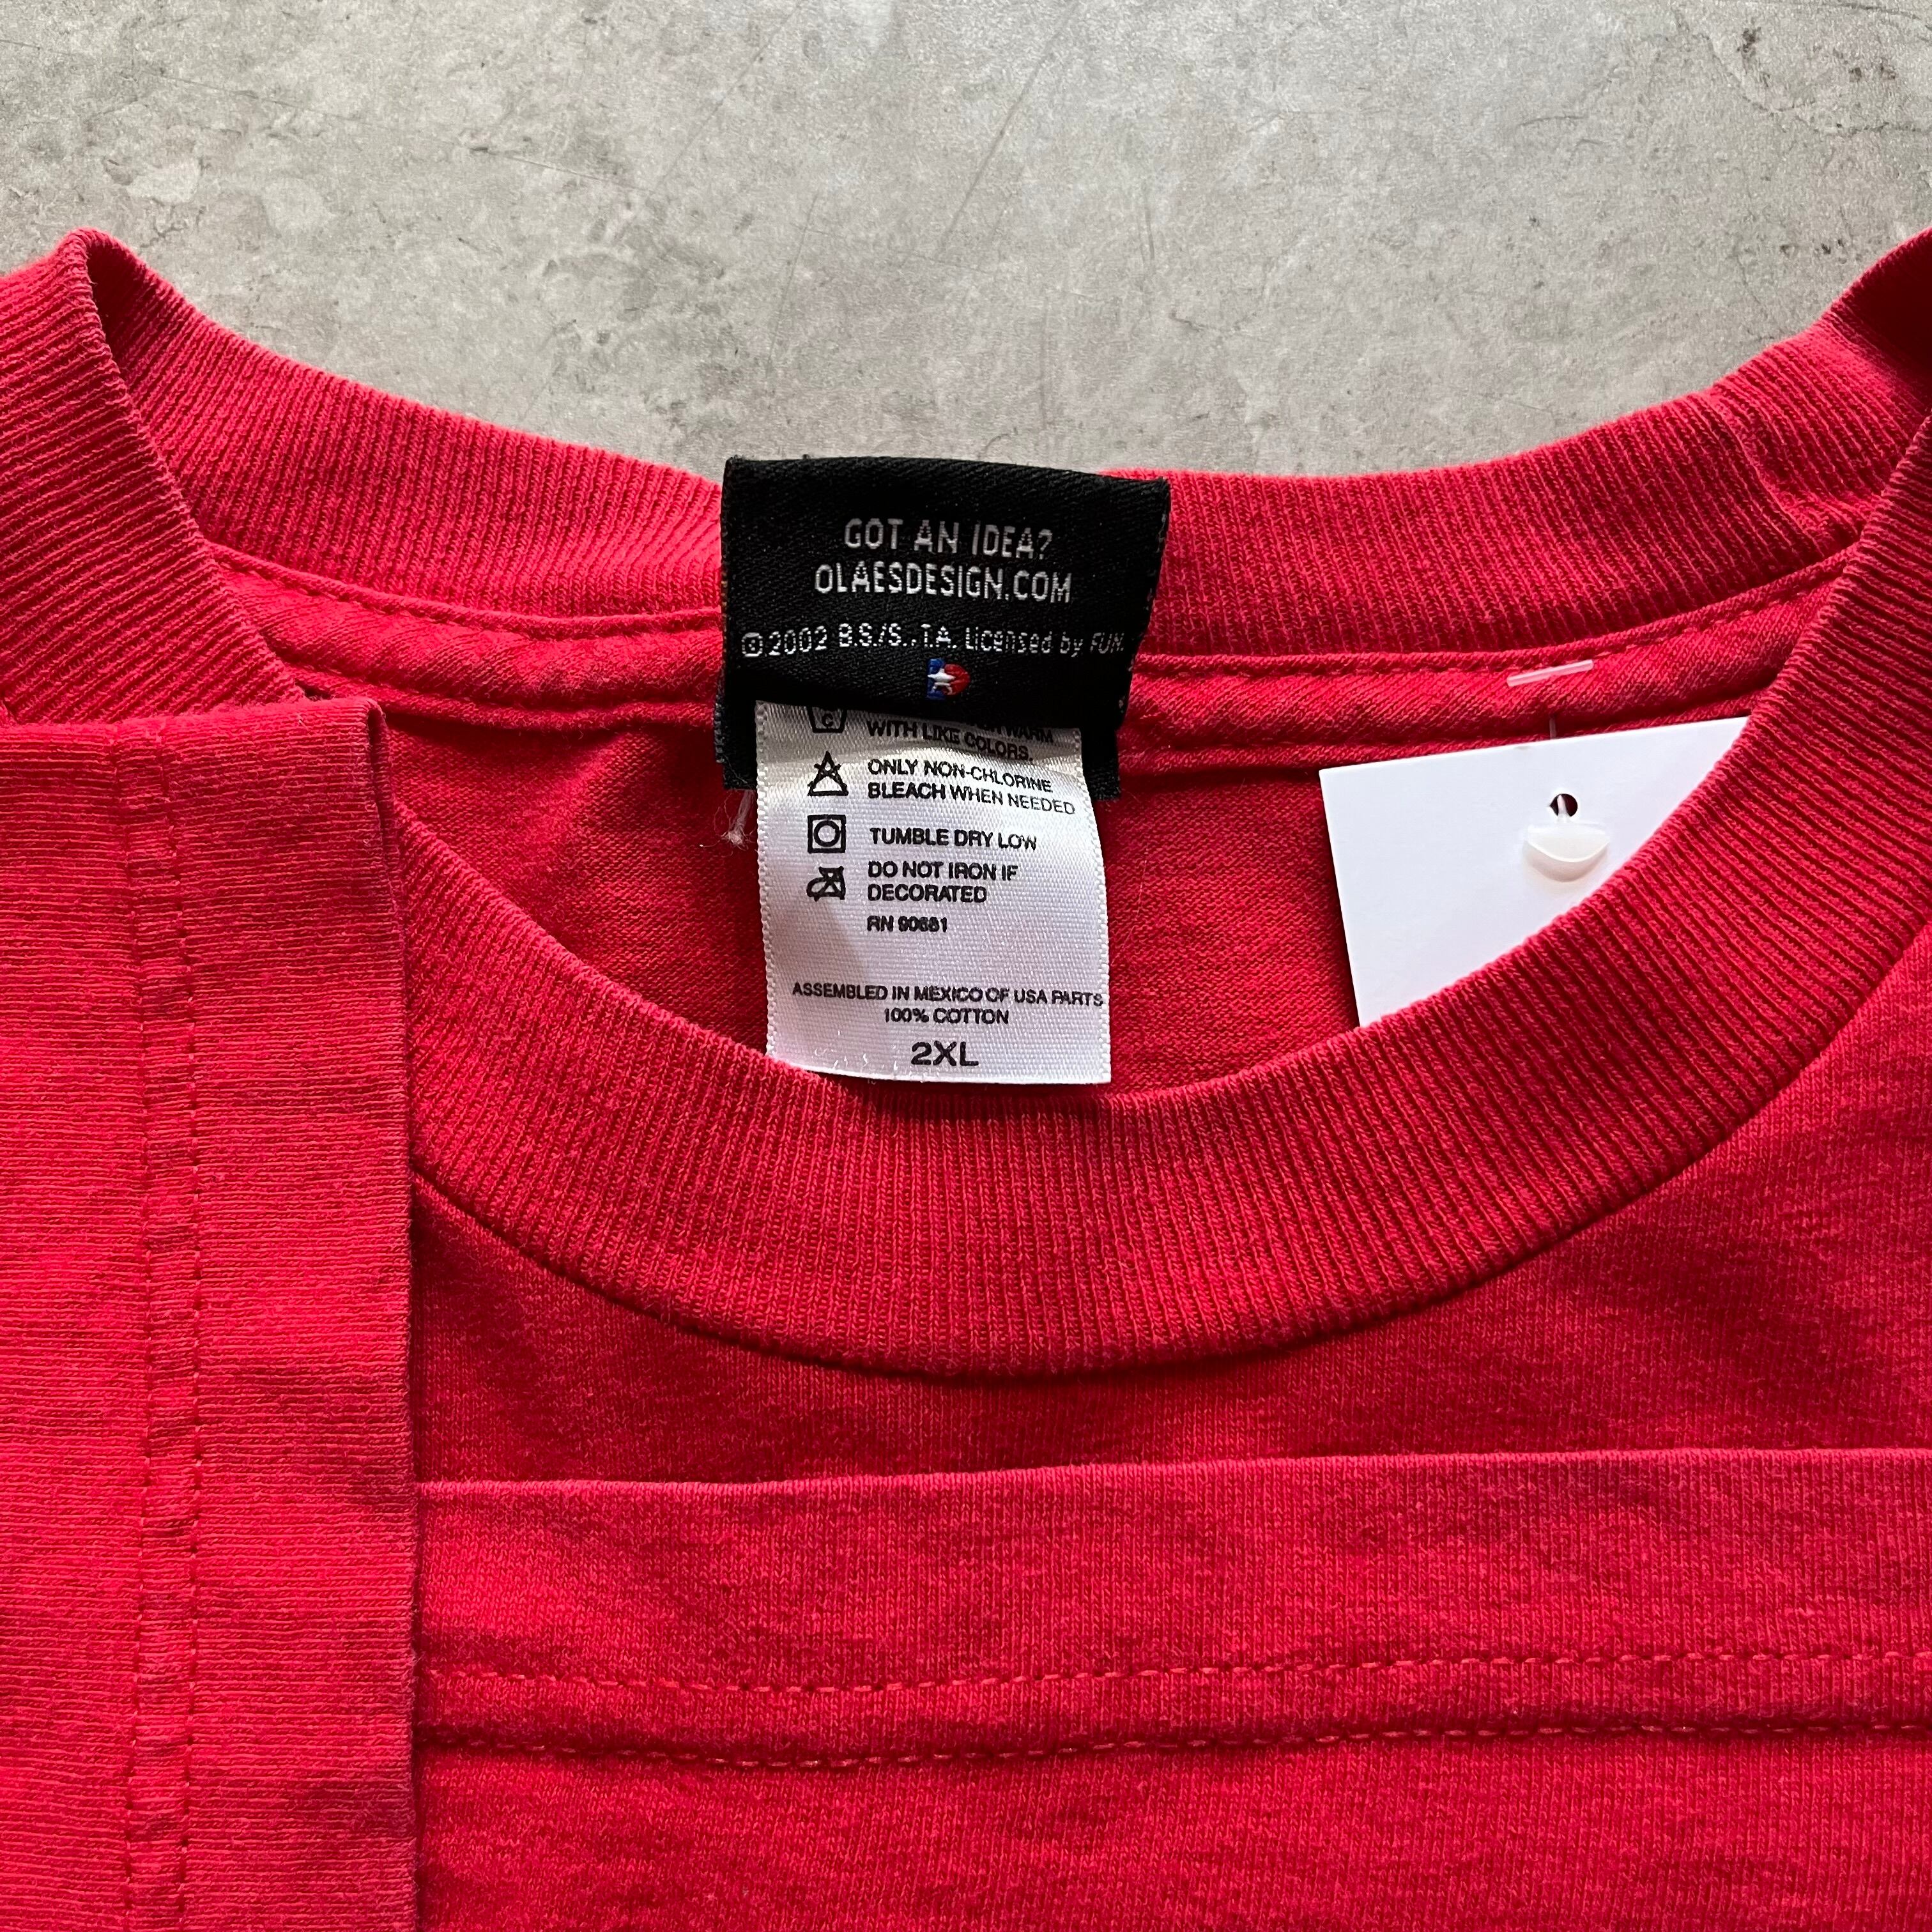 GOT AN IDEA?
OLAESDESIGN.COM
©2002 B.S./S.,T.A. Licensed by FUN.
WARM
WITH LIKE COLORS.
ONLY NON-CHLORINE
BLEACH WHEN NEEDED
TUMBLE DRY LOW
DO NOT IRON IF
DECORATED
RN 90681
ASSEMBLED IN MEXICO OF USA PARTS
100% COTTON
2XL